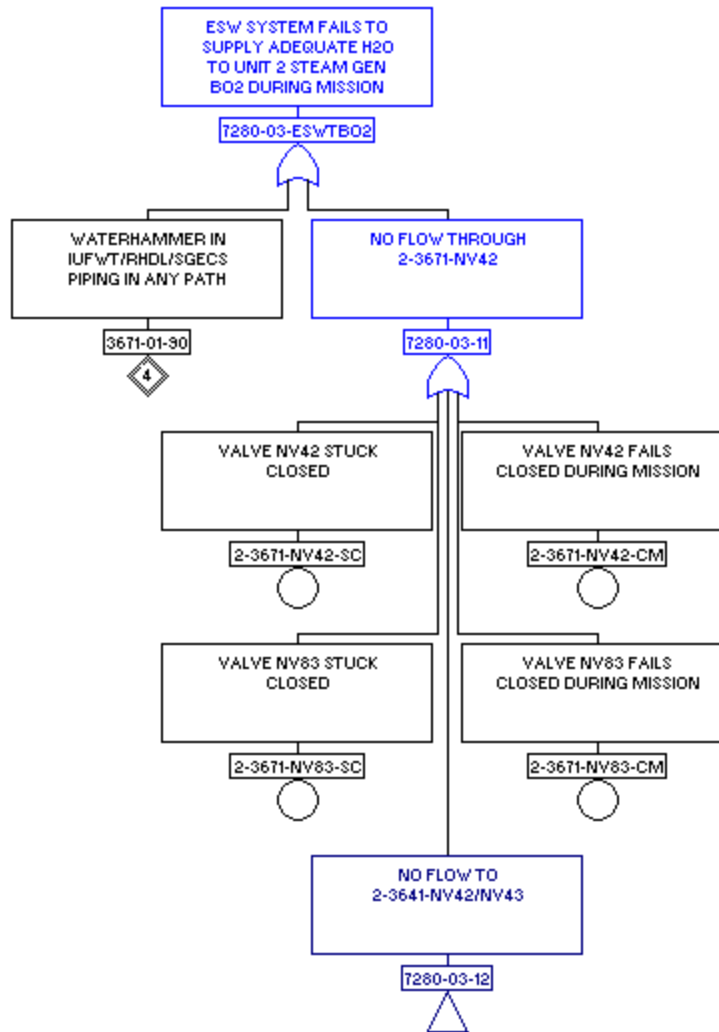 ESW SYSTEM FAILS TO
SUPPLY ADEQUATE H2O
TO UNIT 2 STEAM GEN
BO2 DURING MISSION
7280-03-ESWTBO2
WATERHAMMER IN
IUFWT/RHDL/SGECS
PIPING IN ANY PATH
3671-01-90
4
NO FLOW THROUGH
2-3671-NV42
7280-03-11
VALVE NV42 STUCK
CLOSED
2-3671-NV42-SC
VALVE NV42 FAILS
CLOSED DURING MISSION
2-3671-NV42-CM
VALVE NV83 STUCK
CLOSED
2-3671-NV83-SC
VALVE NV83 FAILS
CLOSED DURING MISSION
2-3671-NV83-CM
NO FLOW TO
2-3641-NV42/NV43
7280-03-12